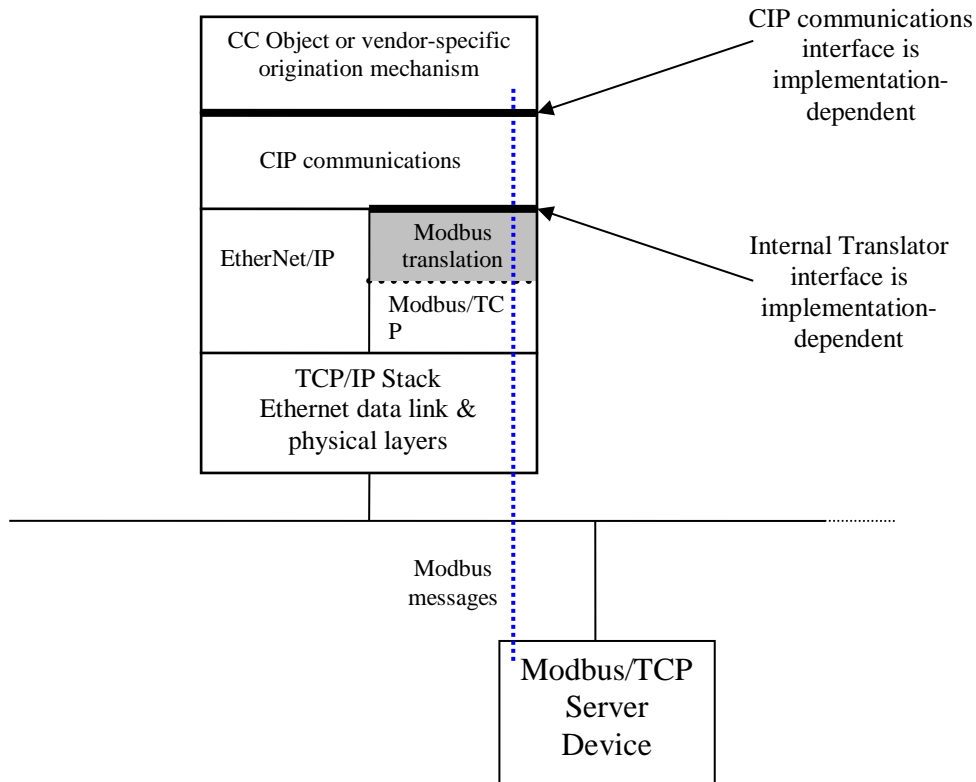 CC Object or vendor-specific
origination mechanism
CIP communications
interface is
implementation-
dependent
CIP communications
EtherNet/IP
Modbus
translation
Modbus/TC
P
Internal Translator
interface is
implementation-
dependent
TCP/IP Stack
Ethernet data link &
physical layers
Modbus
messages
Modbus/TCP
Server
Device